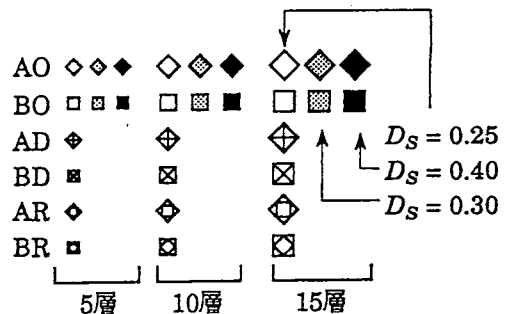 AO
BO
AD
D_S = 0.25
BD
D_S = 0.40
AR
D_S = 0.30
BR
5層 10層 15層